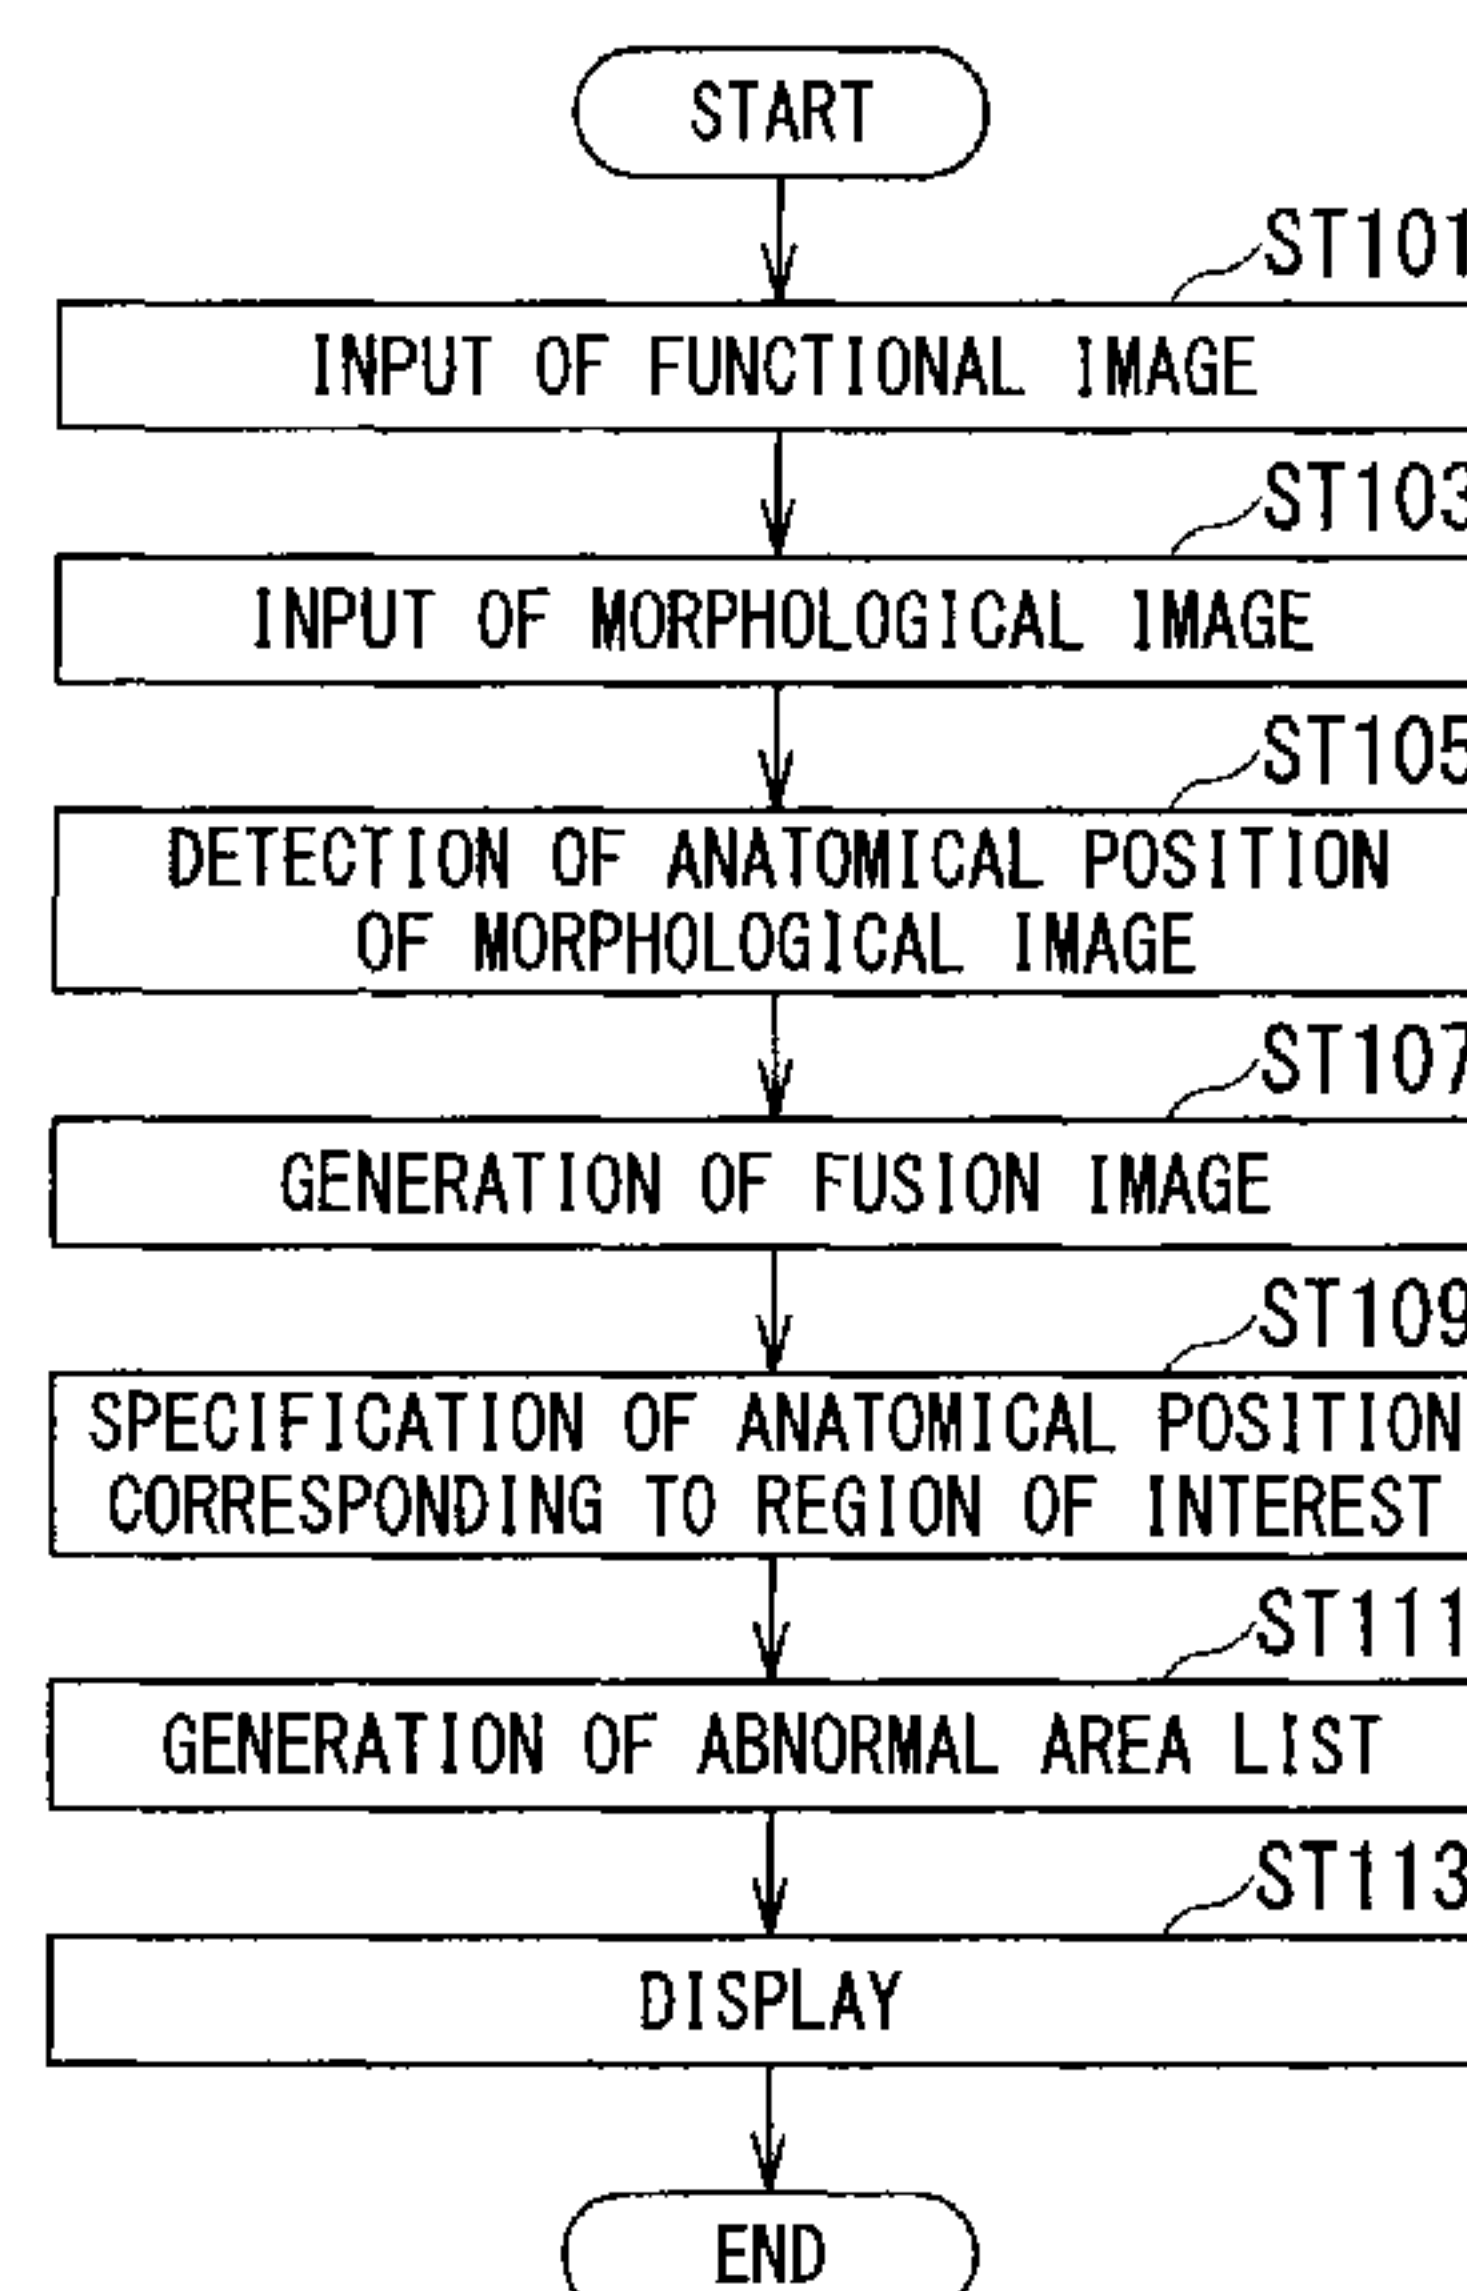 START
ST101
INPUT OF FUNCTIONAL IMAGE
ST103
INPUT OF MORPHOLOGICAL IMAGE
ST105
DETECTION OF ANATOMICAL POSITION
OF MORPHOLOGICAL IMAGE
ST107
GENERATION OF FUSION IMAGE
ST109
SPECIFICATION OF ANATOMICAL POSITION
CORRESPONDING TO REGION OF INTEREST
ST111
GENERATION OF ABNORMAL AREA LIST
ST113
DISPLAY
END